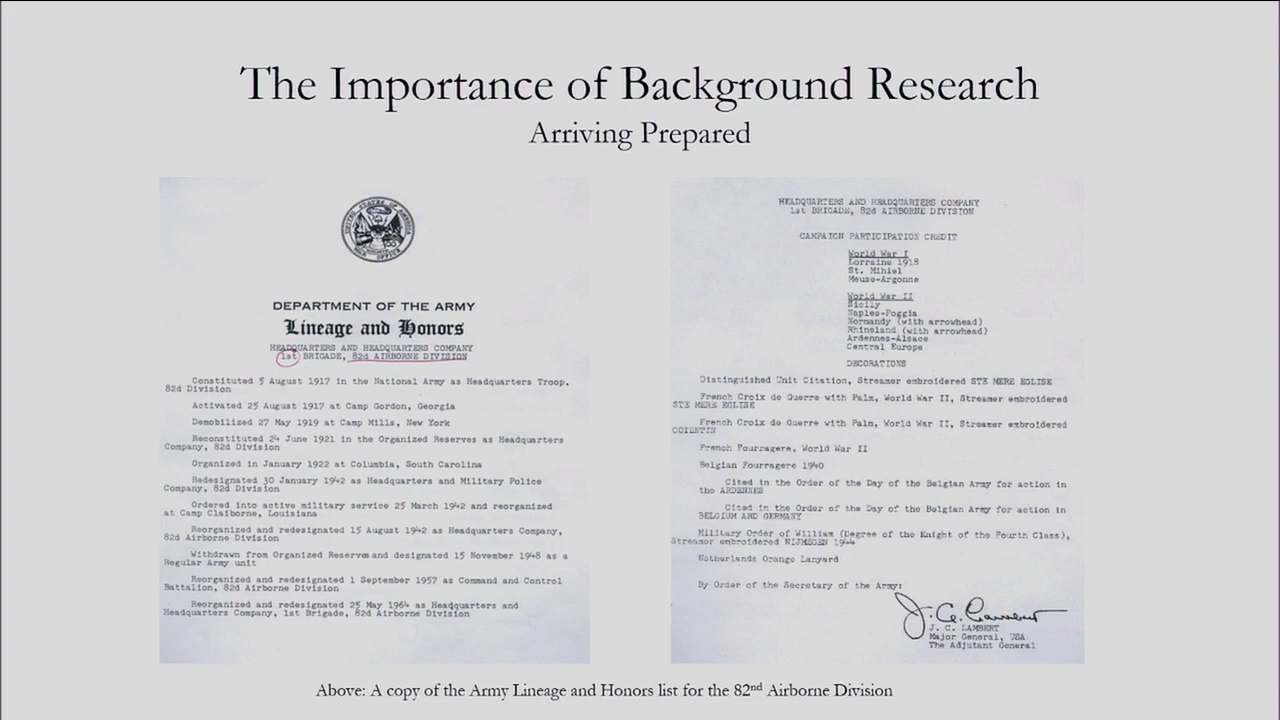 The Importance of Background Research
Arriving Prepared
UNITED STATES OF AMERICA
WAR OFFICE
DEPARTMENT OF THE ARMY
Lineage and Honors
HEADQUARTERS AND HEADQUARTERS COMPANY
1st BRIGADE, 82d AIRBORNE DIVISION
Constituted 5 August 1917 in the National Army as Headquarters Troop,
82d Division
Activated 25 August 1917 at Camp Gordon, Georgia
Demobilized 27 May 1919 at Camp Mills, New York
Reconstituted 24 June 1921 in the Organized Reserves as Headquarters
Company, 82d Division
Organized in January 1922 at Columbia, South Carolina
Redesignated 30 January 1942 as Headquarters and Military Police
Company, 82d Division
Ordered into active military service 25 March 1942 and reorganized
at Camp Claiborne, Louisiana
Reorganized and redesignated 15 August 1942 as Headquarters Company,
82d Airborne Division
Withdrawn from Organized Reserves and designated 15 November 1948 as a
Regular Army unit
Reorganized and redesignated 1 September 1957 as Command and Control
Battalion, 82d Airborne Division
Reorganized and redesignated 25 May 1964 as Headquarters and
Headquarters Company, 1st Brigade, 82d Airborne Division
HEADQUARTERS AND HEADQUARTERS COMPANY
1st BRIGADE, 82d AIRBORNE DIVISION
CAMPAIGN PARTICIPATION CREDIT
World War I
Lorraine 1918
St. Mihiel
Meuse-Argonne
World War II
Sicily
Naples-Foggia
Normandy (with arrowhead)
Rhineland (with arrowhead)
Ardennes-Alsace
Central Europe
DECORATIONS
Distinguished Unit Citation, Streamer embroidered STE MERE EGLISE
French Croix de Guerre with Palm, World War II, Streamer embroidered
STE MERE EGLISE
French Croix de Guerre with Palm, World War II, Streamer embroidered
COTENTIN
French Fourragere, World War II
Belgian Fourragere 1940
Cited in the Order of the Day of the Belgian Army for action in
the ARDENNES
Cited in the Order of the Day of the Belgian Army for action in
BELGIUM AND GERMANY
Military Order of William (Degree of the Knight of the Fourth Class),
Streamer embroidered NIJMEGEN 1944
Netherlands Orange Lanyard
By Order of the Secretary of the Army:
J. C. Lambert
J. C. LAMBERT
Major General, USA
The Adjutant General
Above: A copy of the Army Lineage and Honors list for the 82nd Airborne Division